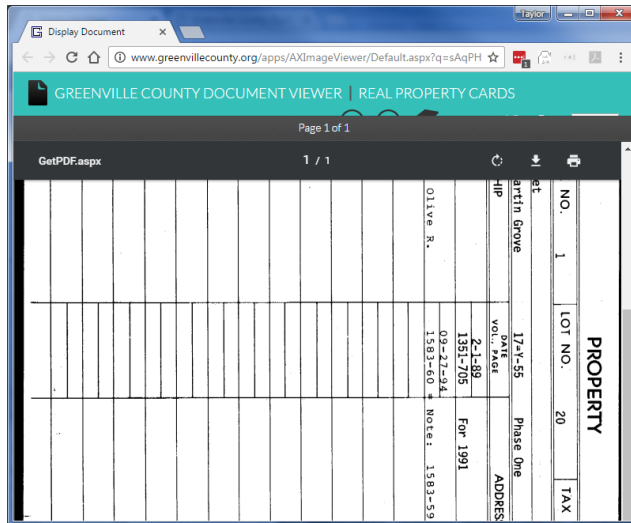 Taylor
Display Document
www.greenvillecounty.org/apps/AXImageViewer/Default.aspx?q=sAqPH
GREENVILLE COUNTY DOCUMENT VIEWER | REAL PROPERTY CARDS
Page 1 of 1
GetPDF.aspx
1 / 1
PROPERTY
NO. 1 LOT NO. 20 TAX
et
artin Grove 17=Y-55 Phase One
HIP DATE ADDRES
VOL., PAGE
2-1-89
1351-705 For 1991
09-27-94
Olive R. 1583-60 * Note: 1583-59